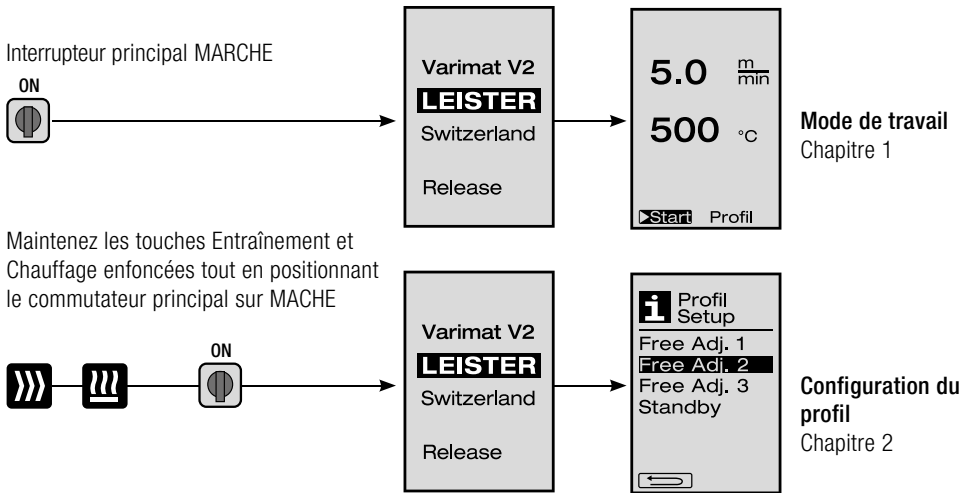 Interrupteur principal MARCHE
ON
Varimat V2
LEISTER
Switzerland
Release
5.0 m/min
500 °C
Start Profil
Mode de travail
Chapitre 1
Maintenez les touches Entraînement et
Chauffage enfoncées tout en positionnant
le commutateur principal sur MACHE
ON
Varimat V2
LEISTER
Switzerland
Release
i Profil
Setup
Free Adj. 1
Free Adj. 2
Free Adj. 3
Standby
Configuration du
profil
Chapitre 2